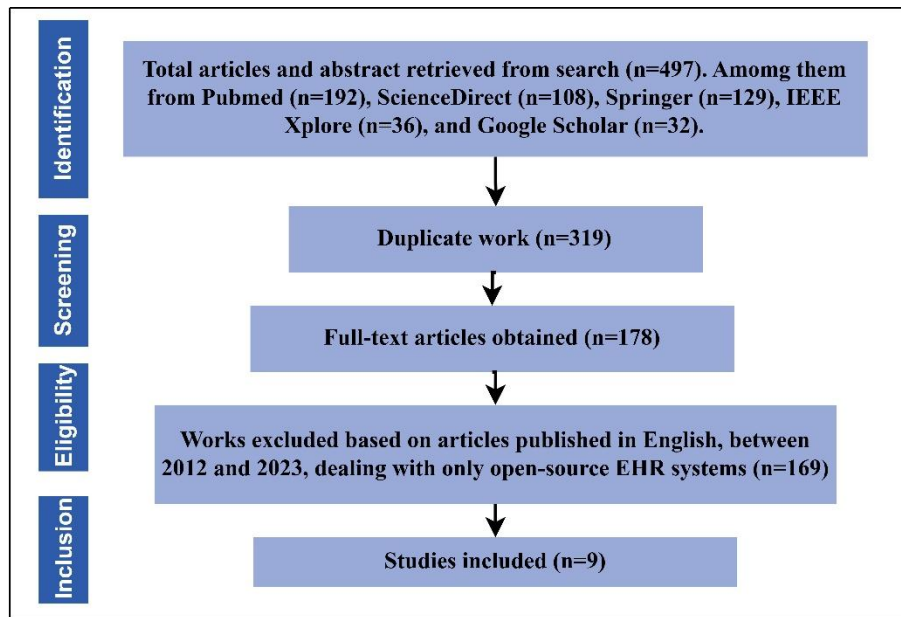 Identification
Total articles and abstract retrieved from search (n=497). Amomg them
from Pubmed (n=192), ScienceDirect (n=108), Springer (n=129), IEEE
Xplore (n=36), and Google Scholar (n=32).
Screening
Duplicate work (n=319)
Full-text articles obtained (n=178)
Eligibility
Works excluded based on articles published in English, between
2012 and 2023, dealing with only open-source EHR systems (n=169)
Inclusion
Studies included (n=9)